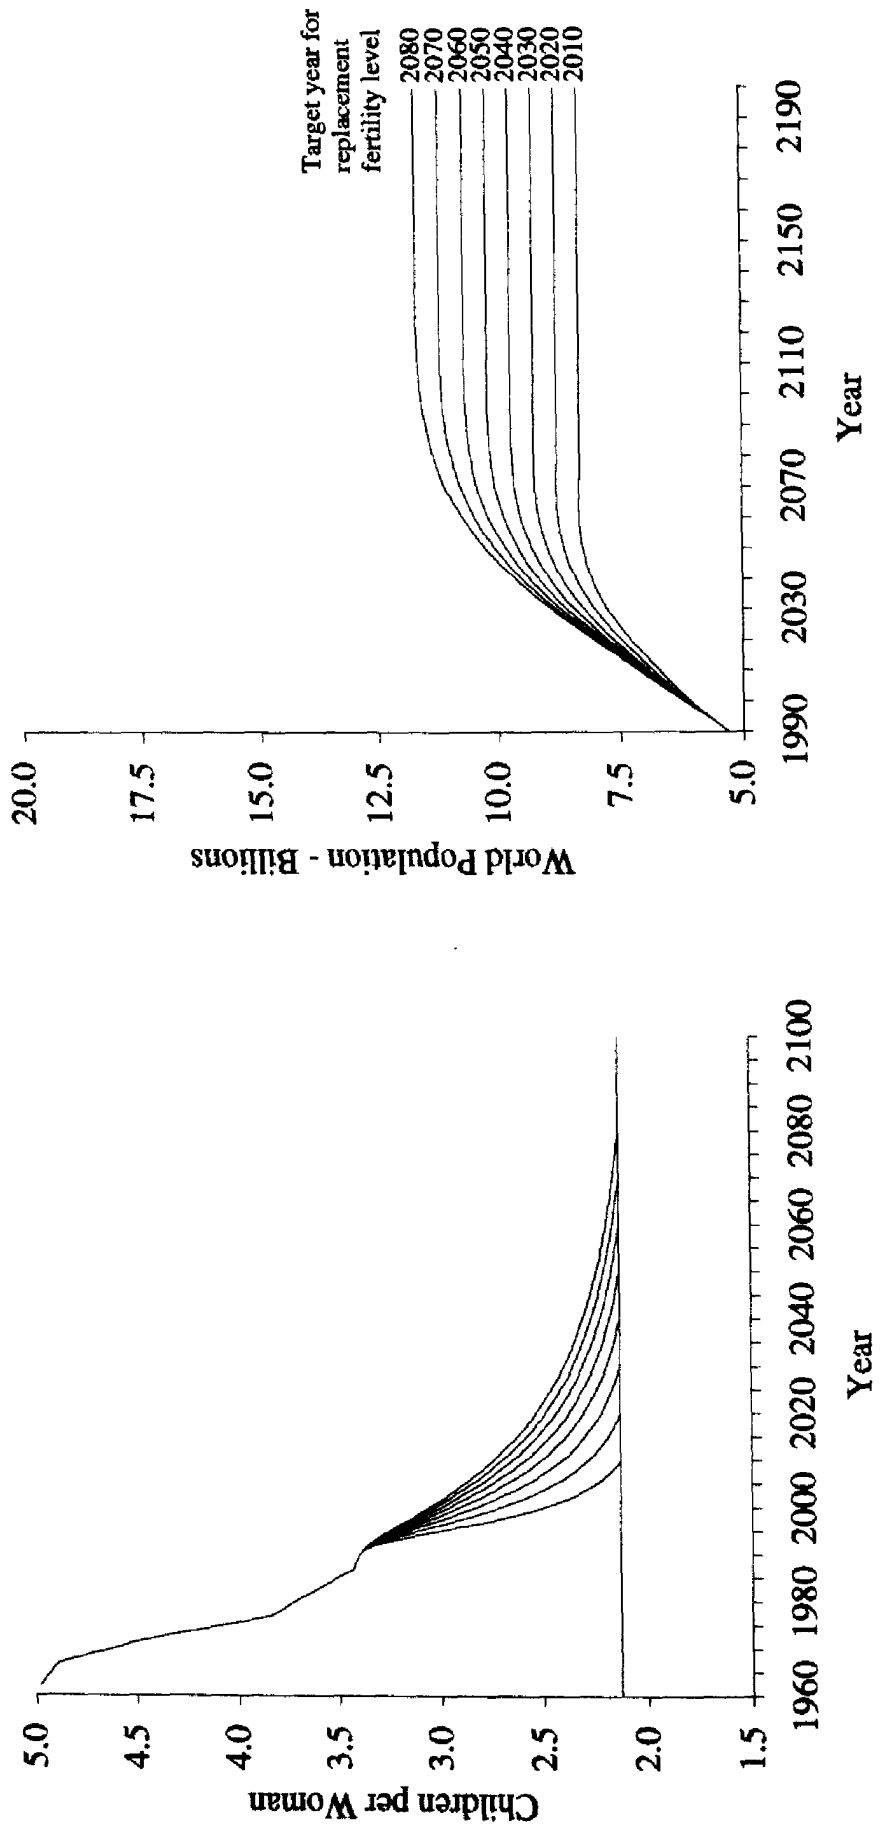 5.0
4.5
4.0
3.5
3.0
2.5
2.0
1.5
Children per Woman
1960 1980 2000 2020 2040 2060 2080 2100
Year
20.0
17.5
15.0
12.5
10.0
7.5
5.0
World Population - Billions
1990 2030 2070 2110 2150 2190
Year
Target year for
replacement
fertility level
2080
2070
2060
2050
2040
2030
2020
2010